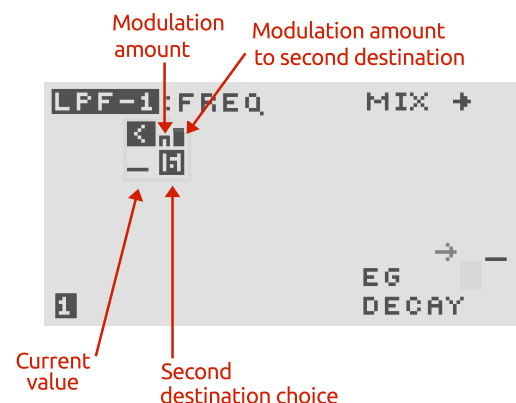 Modulation
amount
Modulation amount
to second destination
LPF-1:FREQ
MIX →
<
→
EG
DECAY
1
Current
value
Second
destination choice